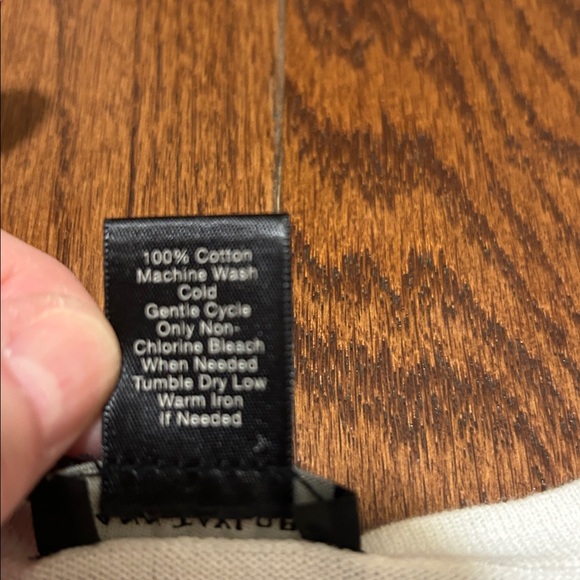 100% Cotton
Machine Wash
Cold
Gentle Cycle
Only Non-
Chlorine Bleach
When Needed
Tumble Dry Low
Warm Iron
If Needed